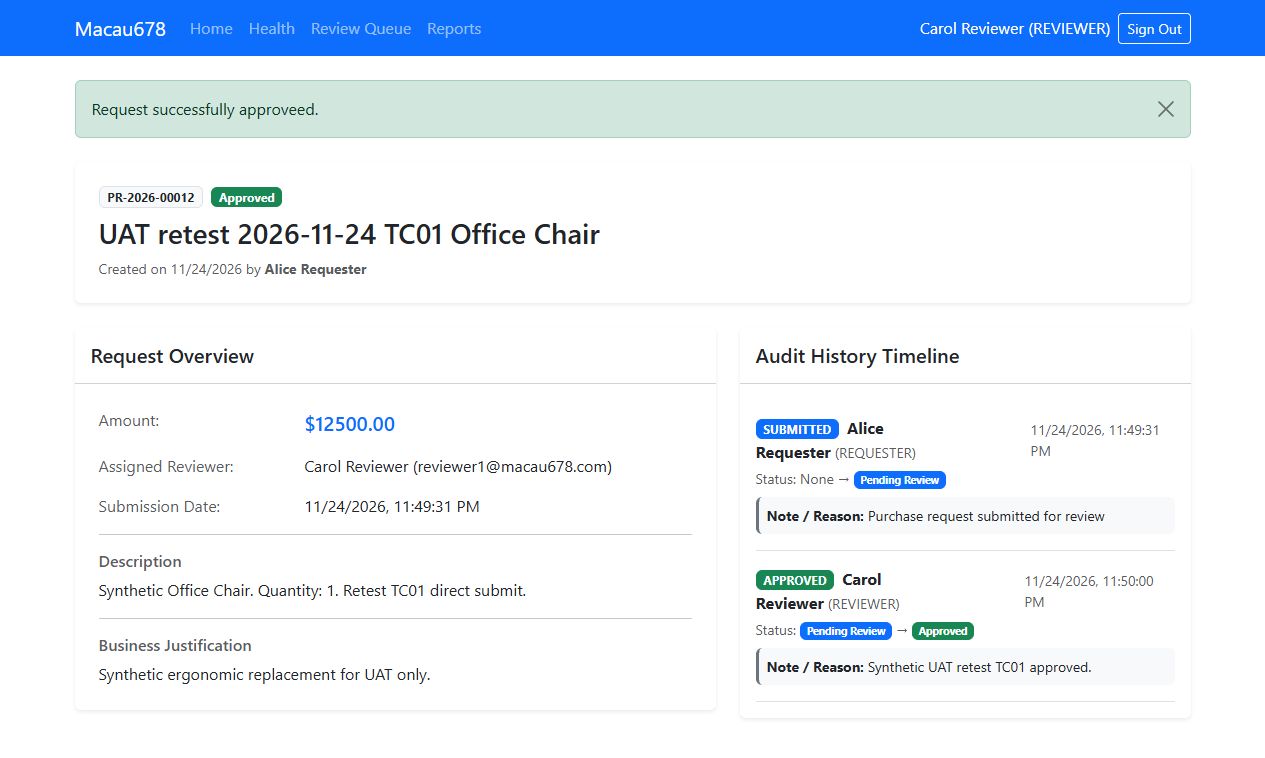 Macau678 Home Health Review Queue Reports Carol Reviewer (REVIEWER) Sign Out
Request successfully approveed.
PR-2026-00012 Approved
UAT retest 2026-11-24 TC01 Office Chair
Created on 11/24/2026 by Alice Requester
Request Overview
Amount: $12500.00
Assigned Reviewer: Carol Reviewer (reviewer1@macau678.com)
Submission Date: 11/24/2026, 11:49:31 PM
Description
Synthetic Office Chair. Quantity: 1. Retest TC01 direct submit.
Business Justification
Synthetic ergonomic replacement for UAT only.
Audit History Timeline
SUBMITTED Alice 11/24/2026, 11:49:31
Requester (REQUESTER) PM
Status: None → Pending Review
Note / Reason: Purchase request submitted for review
APPROVED Carol 11/24/2026, 11:50:00
Reviewer (REVIEWER) PM
Status: Pending Review → Approved
Note / Reason: Synthetic UAT retest TC01 approved.